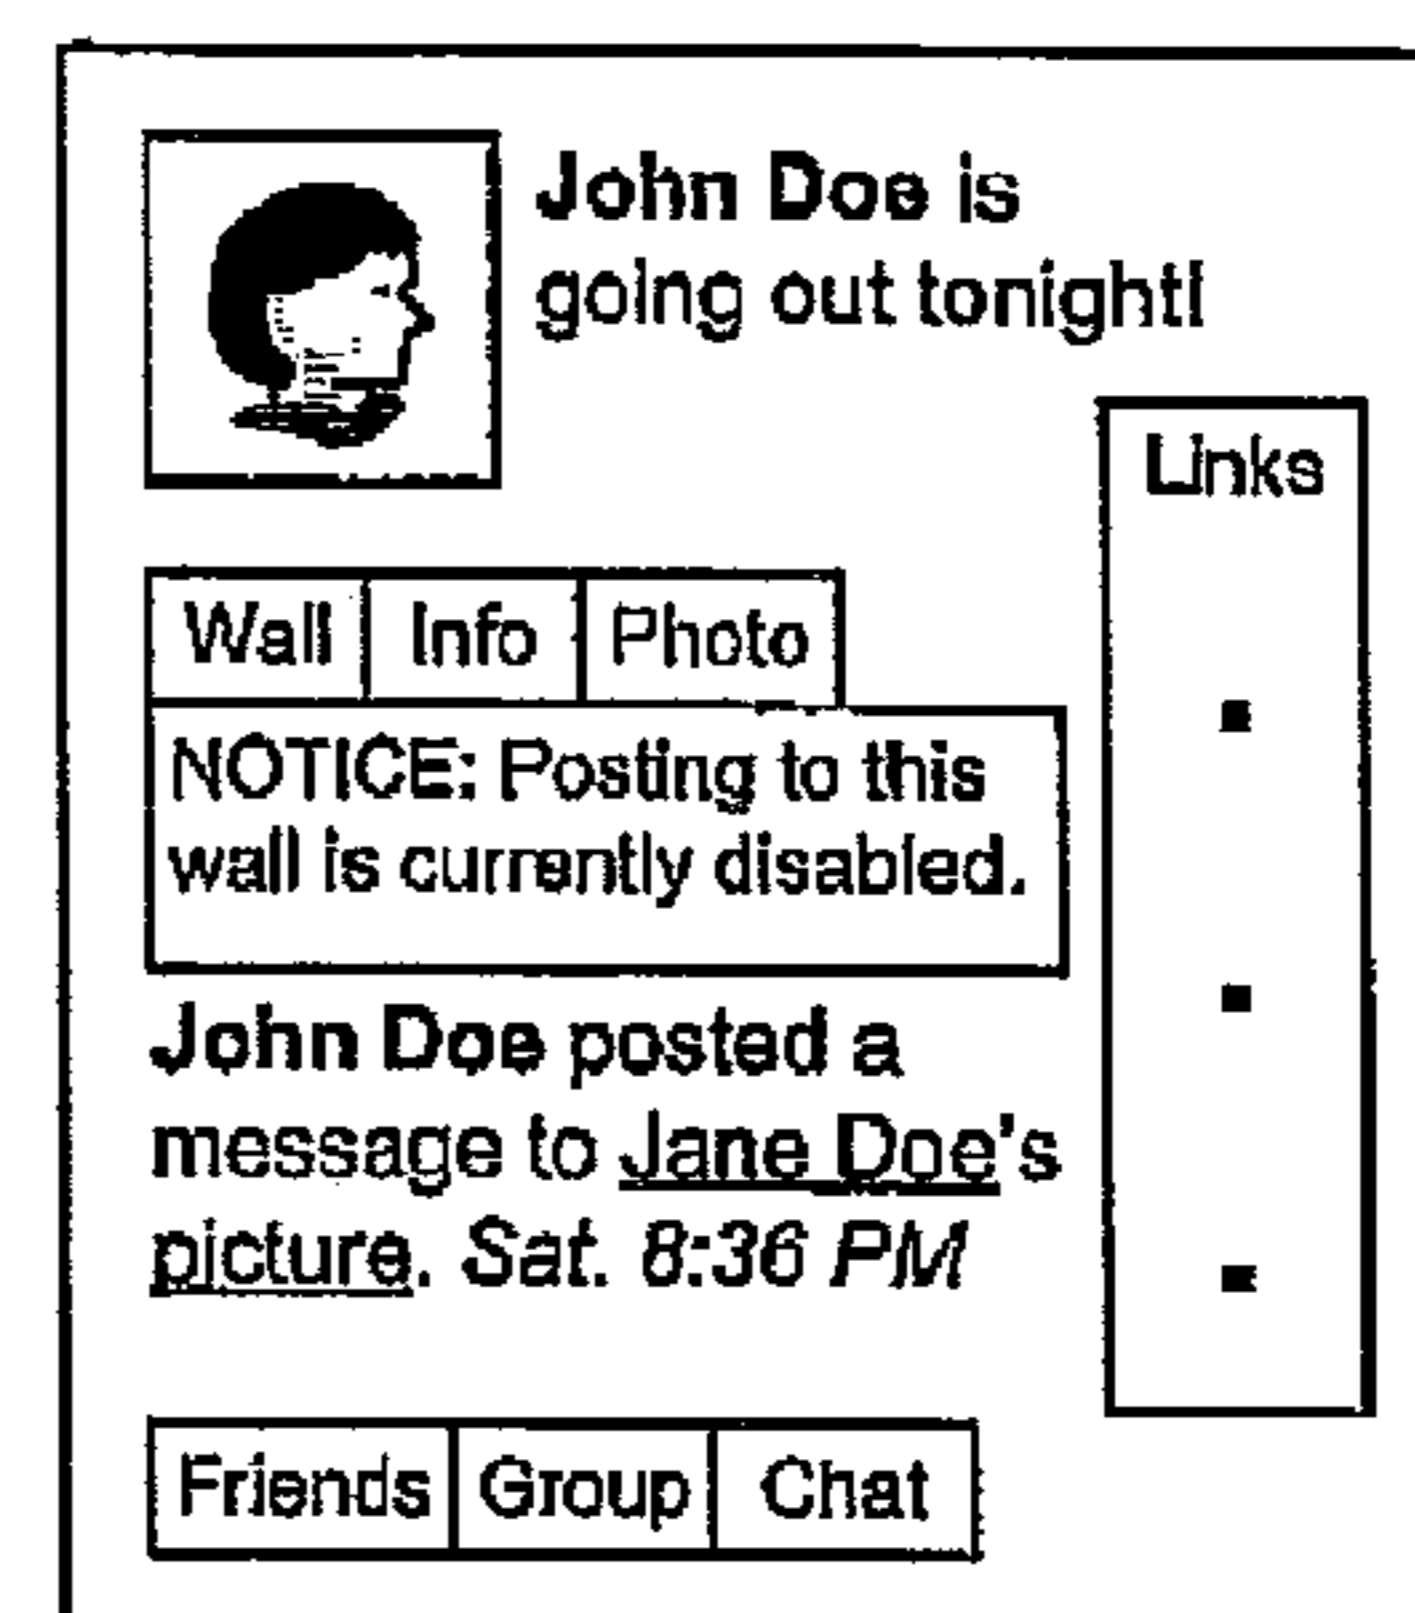 John Doe is
going out tonight!
Links
Wall Info Photo
NOTICE: Posting to this
wall is currently disabled.
John Doe posted a
message to Jane Doe's
picture. Sat. 8:36 PM
Friends Group Chat